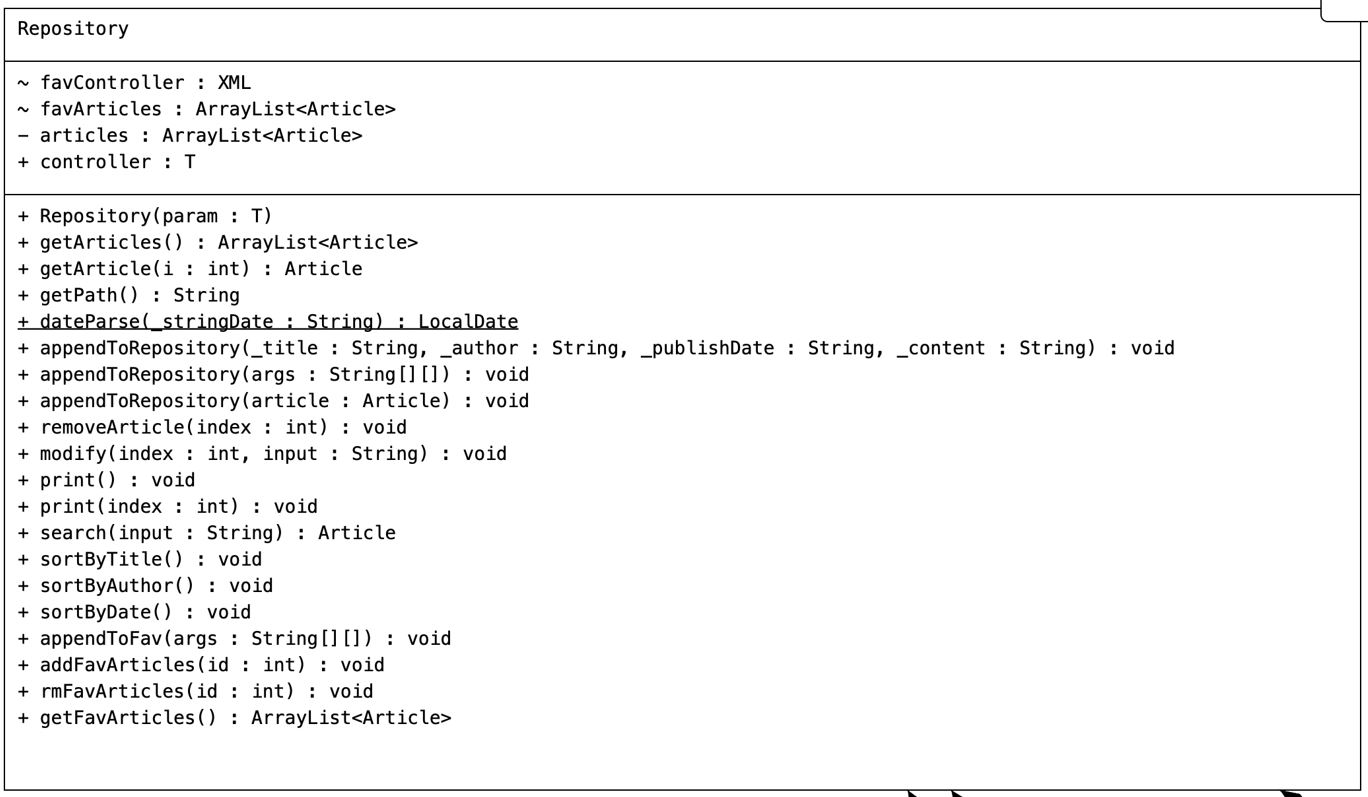 Repository
~ favController : XML
~ favArticles : ArrayList<Article>
− articles : ArrayList<Article>
+ controller : T
+ Repository(param : T)
+ getArticles() : ArrayList<Article>
+ getArticle(i : int) : Article
+ getPath() : String
+ dateParse(_stringDate : String) : LocalDate
+ appendToRepository(_title : String, _author : String, _publishDate : String, _content : String) : void
+ appendToRepository(args : String[][]) : void
+ appendToRepository(article : Article) : void
+ removeArticle(index : int) : void
+ modify(index : int, input : String) : void
+ print() : void
+ print(index : int) : void
+ search(input : String) : Article
+ sortByTitle() : void
+ sortByAuthor() : void
+ sortByDate() : void
+ appendToFav(args : String[][]) : void
+ addFavArticles(id : int) : void
+ rmFavArticles(id : int) : void
+ getFavArticles() : ArrayList<Article>